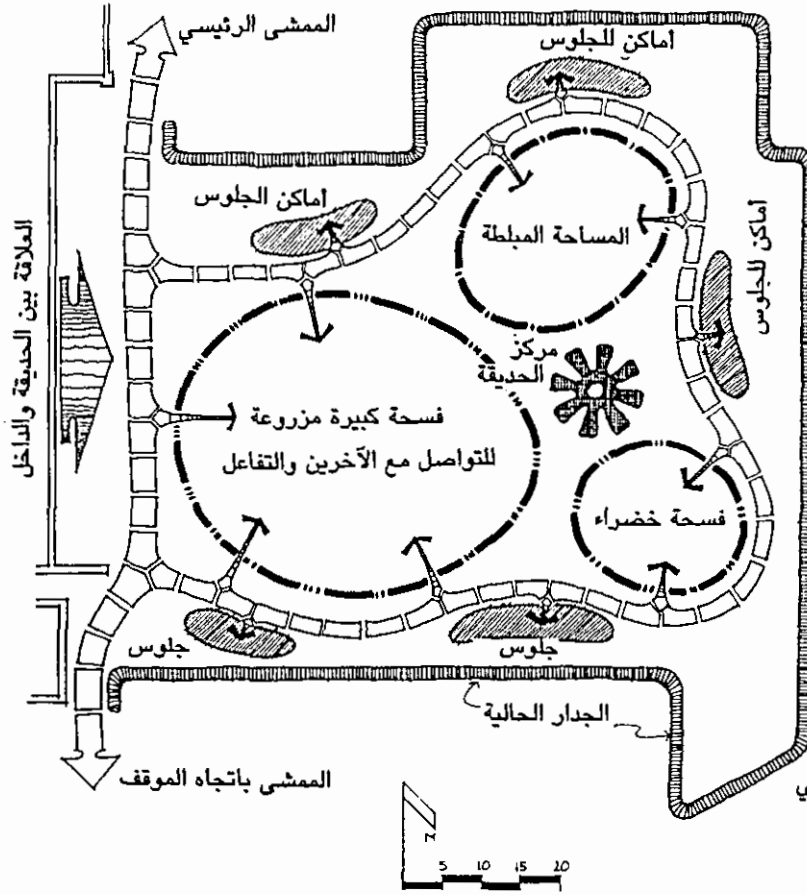 الممشى الرئيسي
أماكن للجلوس
أماكن الجلوس
أماكن للجلوس
المساحة المبلطة
العلاقة بين الحديقة والداخل
مركز
الحديقة
فسحة كبيرة مزروعة
للتواصل مع الآخرين والتفاعل
فسحة خضراء
جلوس
جلوس
الجدار الحالية
الممشى بأتجاه الموقف
ي
N
5 10 15 20